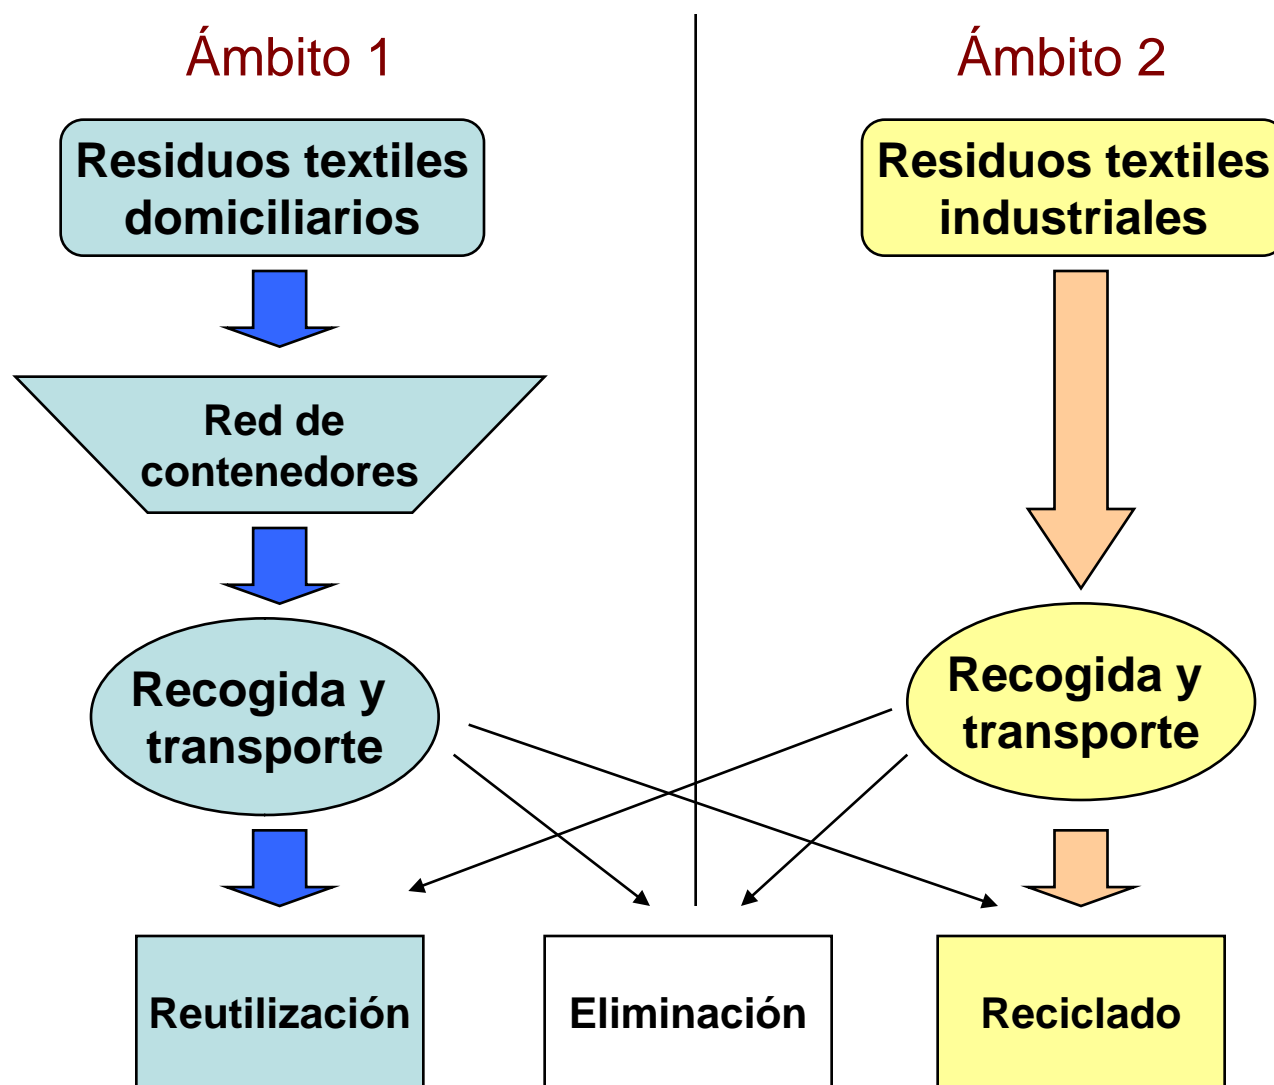 Ámbito 1
Ámbito 2
Residuos textiles
domiciliarios
Residuos textiles
industriales
Red de
contenedores
Recogida y
transporte
Recogida y
transporte
Reutilización
Eliminación
Reciclado